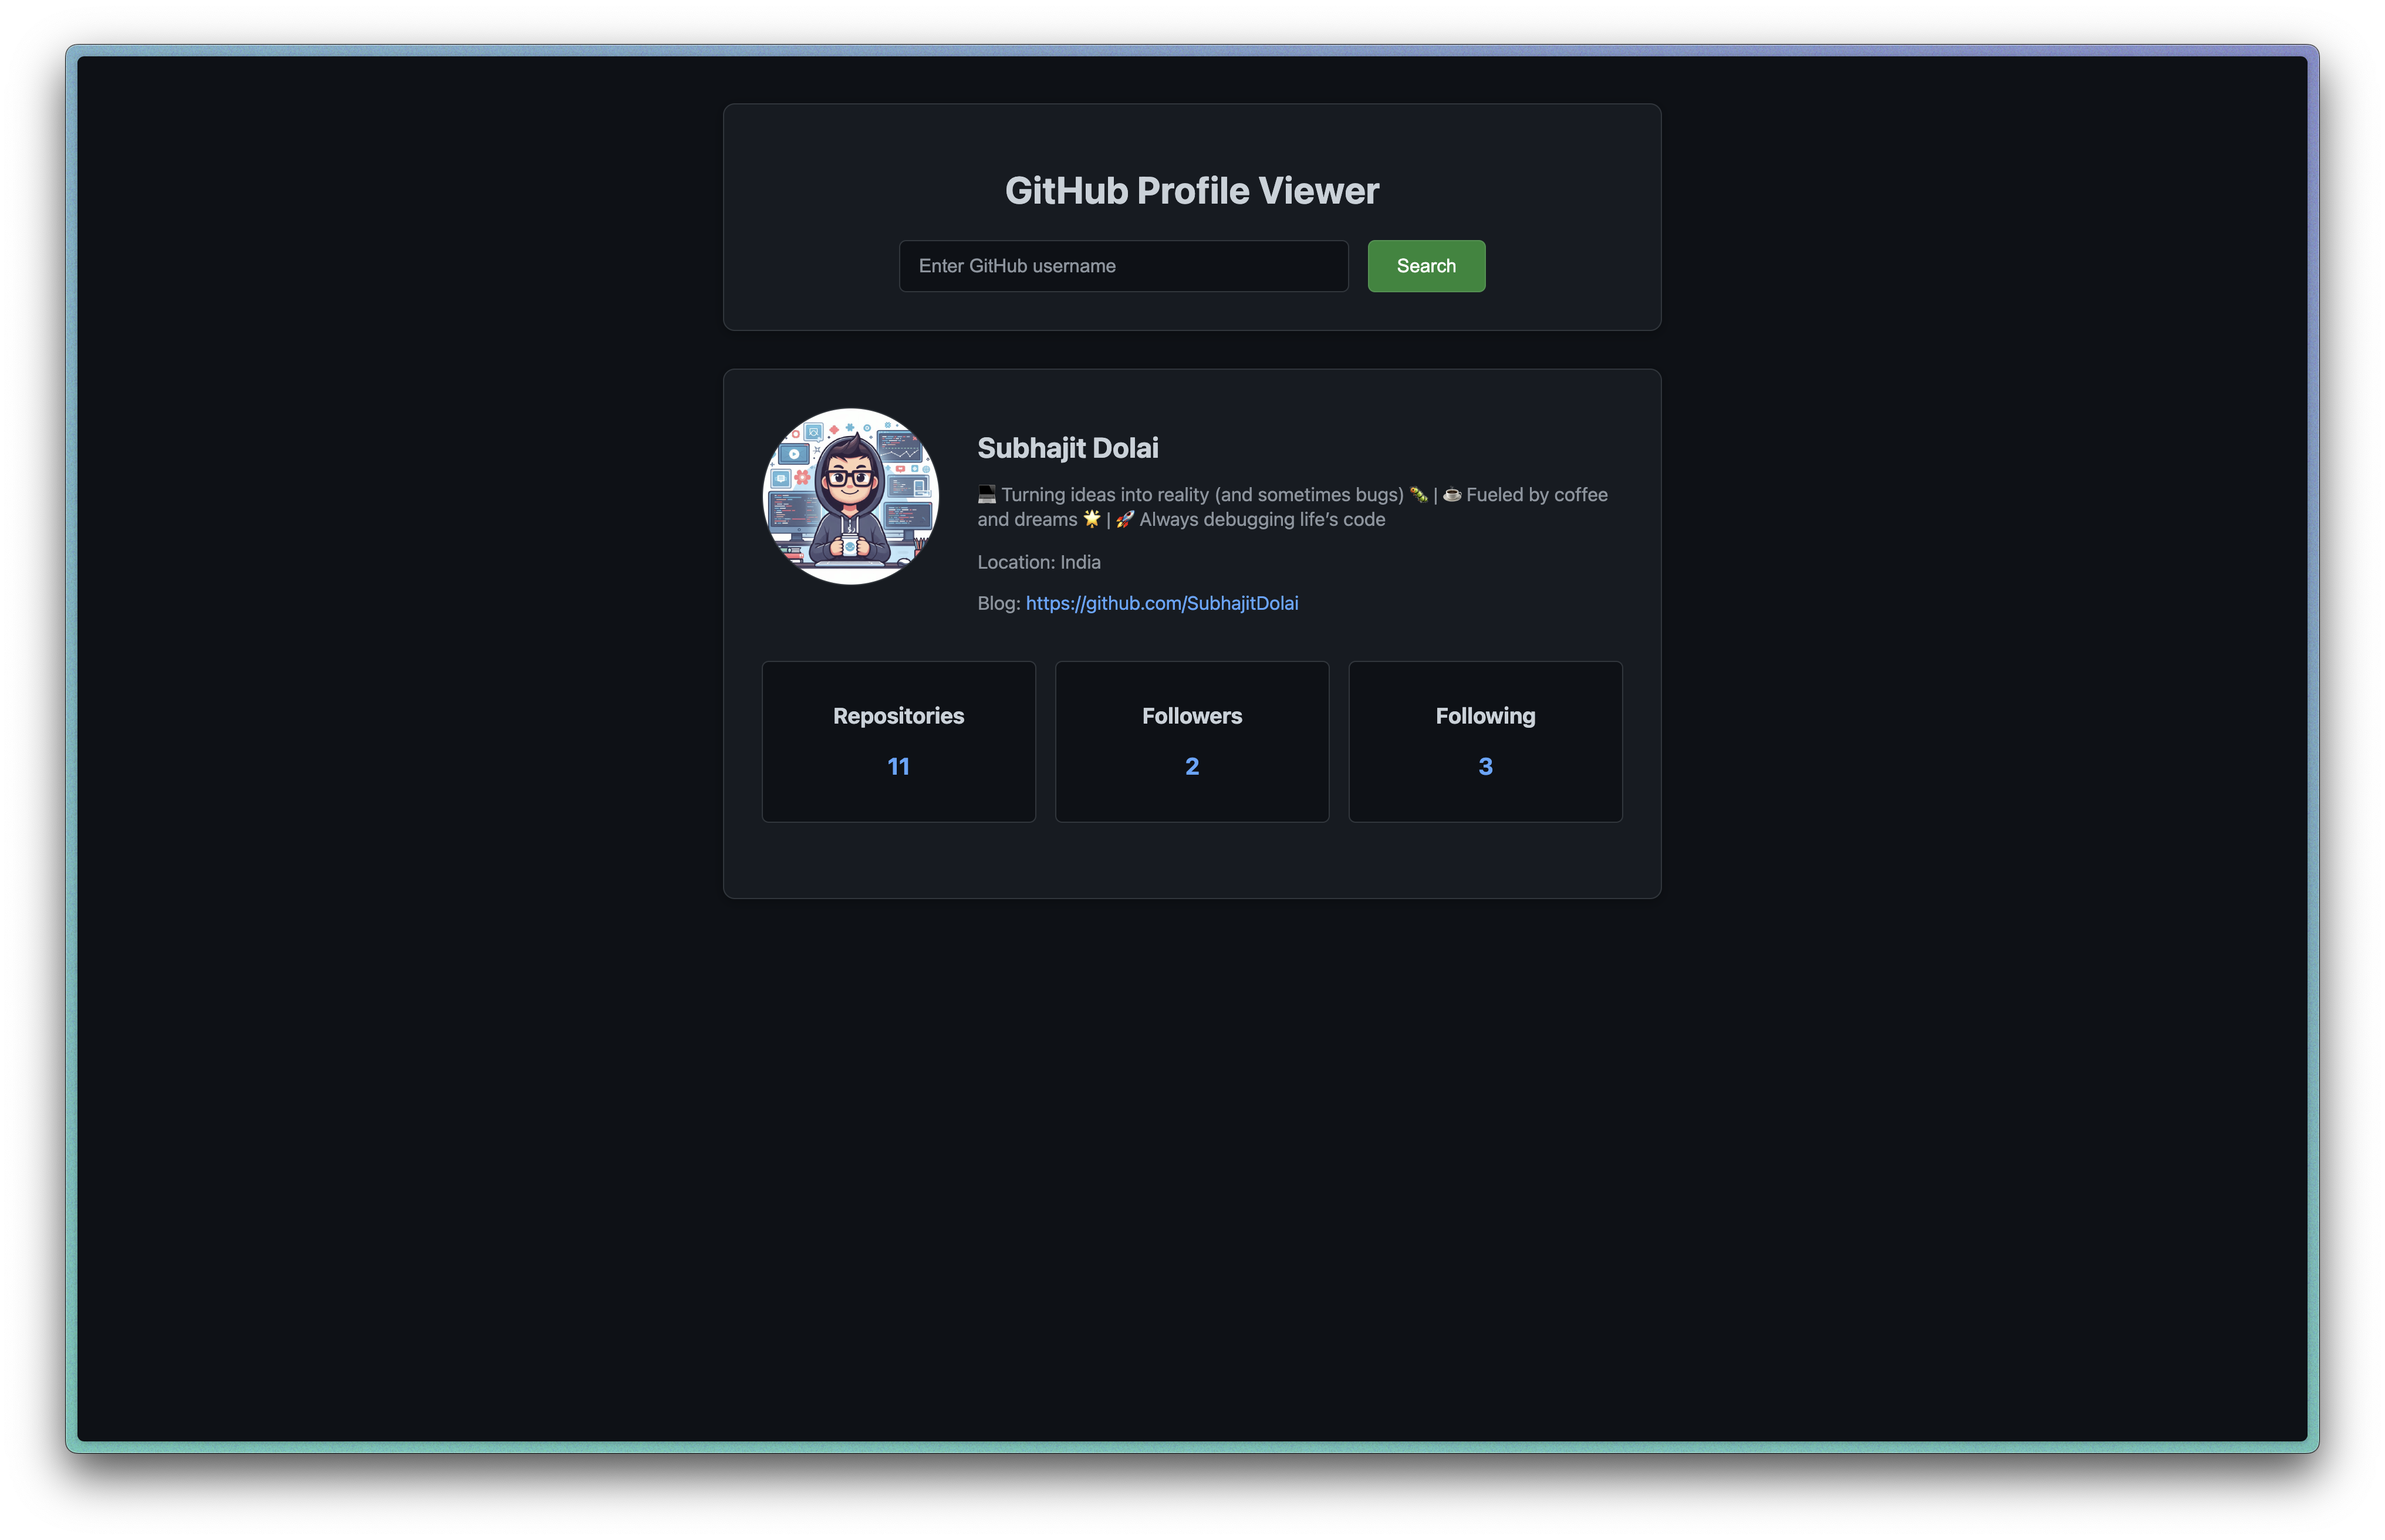 GitHub Profile Viewer
Enter GitHub username
Search
Subhajit Dolai
💻 Turning ideas into reality (and sometimes bugs) 🐛 | ☕ Fueled by coffee
and dreams 🌟 | 🚀 Always debugging life’s code
Location: India
Blog: https://github.com/SubhajitDolai
Repositories
11
Followers
2
Following
3